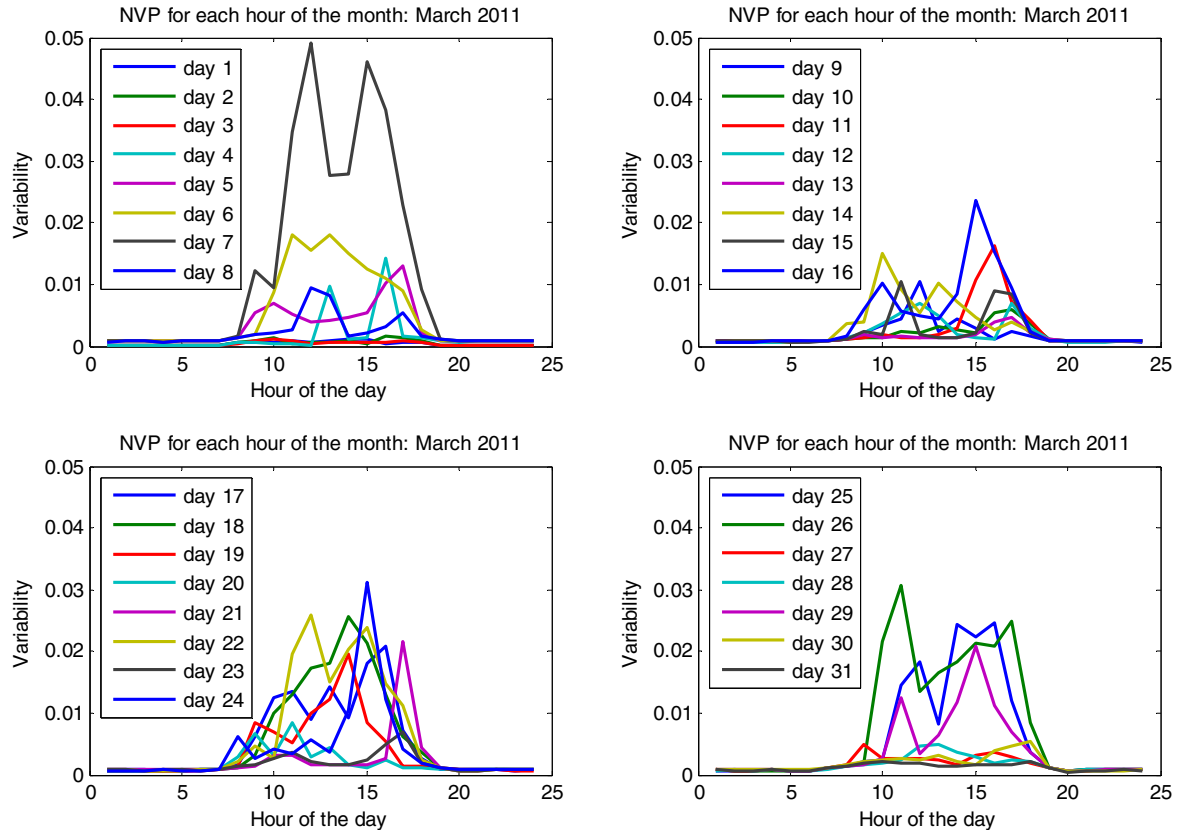 NVP for each hour of the month: March 2011
0.05
0.04
0.03
0.02
0.01
0
Variability
day 1
day 2
day 3
day 4
day 5
day 6
day 7
day 8
0 5 10 15 20 25
Hour of the day
NVP for each hour of the month: March 2011
0.05
0.04
0.03
0.02
0.01
0
Variability
day 9
day 10
day 11
day 12
day 13
day 14
day 15
day 16
0 5 10 15 20 25
Hour of the day
NVP for each hour of the month: March 2011
0.05
0.04
0.03
0.02
0.01
0
Variability
day 17
day 18
day 19
day 20
day 21
day 22
day 23
day 24
0 5 10 15 20 25
Hour of the day
NVP for each hour of the month: March 2011
0.05
0.04
0.03
0.02
0.01
0
Variability
day 25
day 26
day 27
day 28
day 29
day 30
day 31
0 5 10 15 20 25
Hour of the day